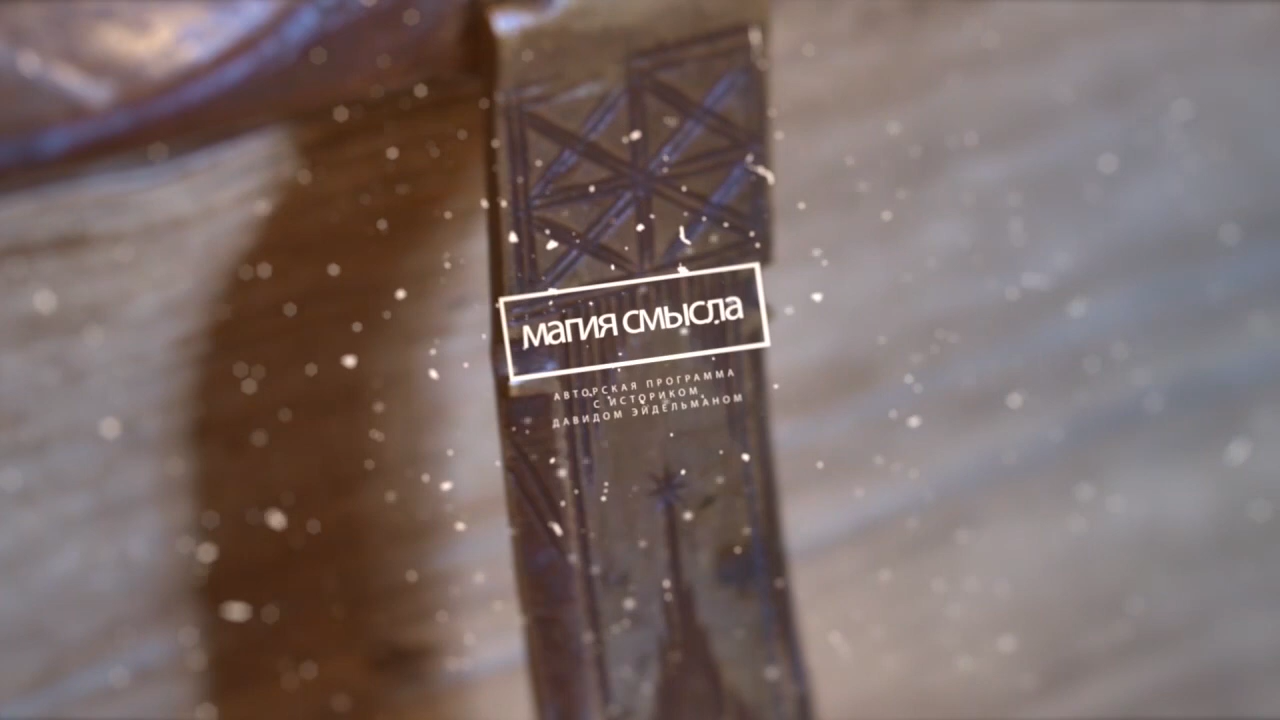 магия смысла
АВТОРСКАЯ ПРОГРАММА
С ИСТОРИКОМ
ДАВИДОМ ЭЙДЕЛЬМАНОМ